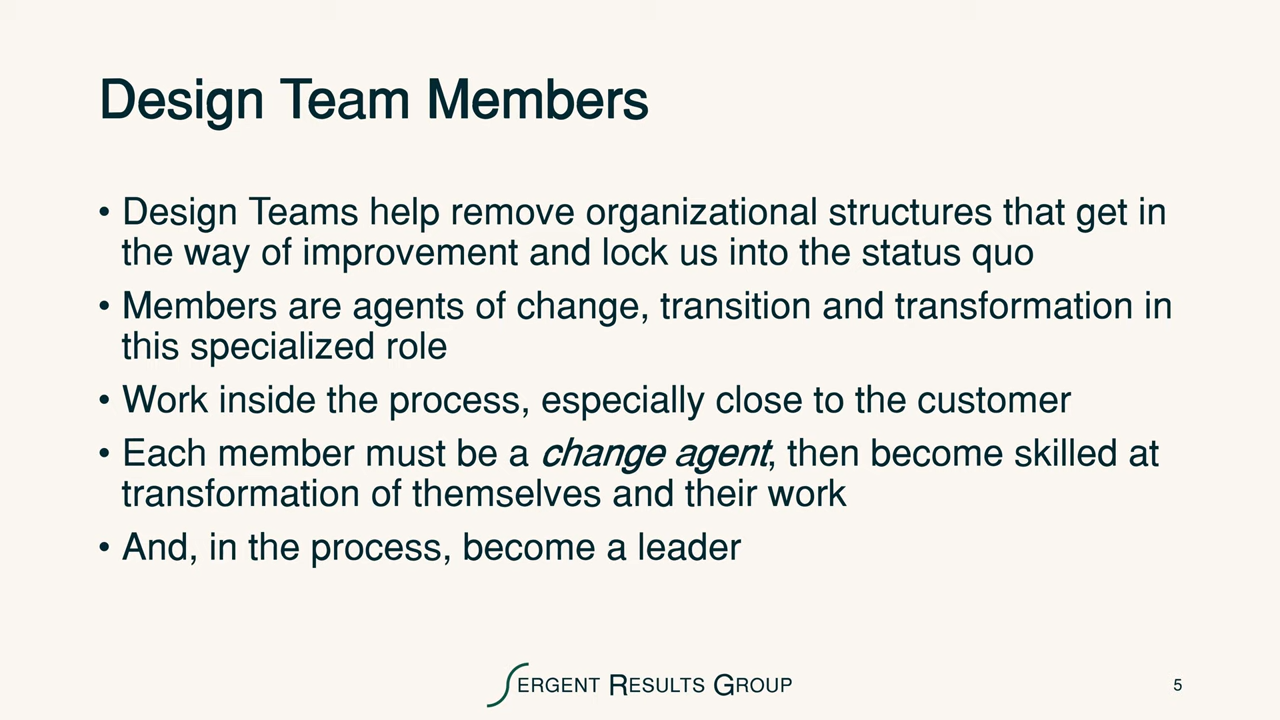 Design Team Members
• Design Teams help remove organizational structures that get in
the way of improvement and lock us into the status quo
• Members are agents of change, transition and transformation in
this specialized role
• Work inside the process, especially close to the customer
• Each member must be a change agent, then become skilled at
transformation of themselves and their work
• And, in the process, become a leader
SERGENT RESULTS GROUP
5